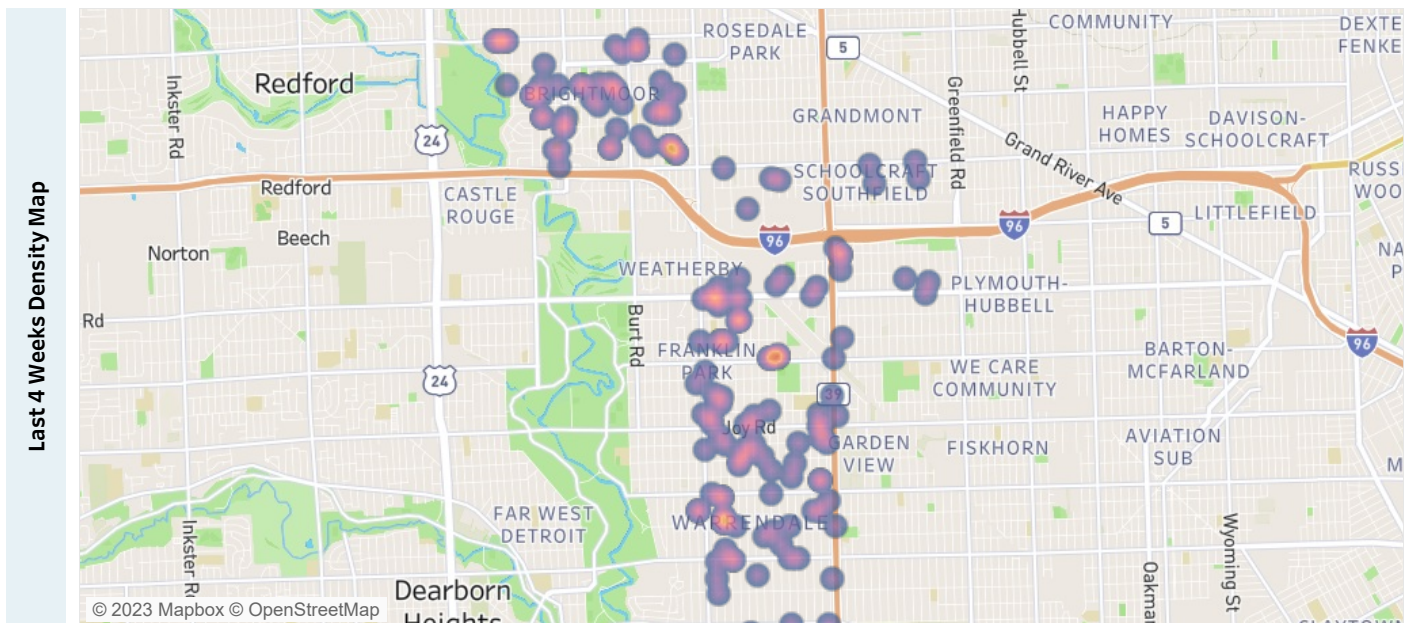 Last 4 Weeks Density Map
Redford
Inkster Rd
24
BRIGHTMOOR
ROSEDALE
PARK
5
Hubbell St
COMMUNITY
DEXTE
FENKE
GRANDMONT
Greenfield Rd
HAPPY
HOMES
DAVISON-
SCHOOLCRAFT
Grand River Ave
Redford
CASTLE
ROUGE
SCHOOLCRAFT
SOUTHFIELD
RUSS
WOO
Norton
Beech
96
96
5
LITTLEFIELD
NA
P
WEATHERBY
PLYMOUTH-
HUBBELL
Rd
Burt Rd
24
FRANKLIN
PARK
39
WE CARE
COMMUNITY
BARTON-
MCFARLAND
96
Joy Rd
GARDEN
VIEW
FISKHORN
AVIATION
SUB
M
Inkster R
FAR WEST
DETROIT
WARRENDALE
Wyoming St
Oakma
Dearborn
Heights
CLAYTOWN
© 2023 Mapbox © OpenStreetMap